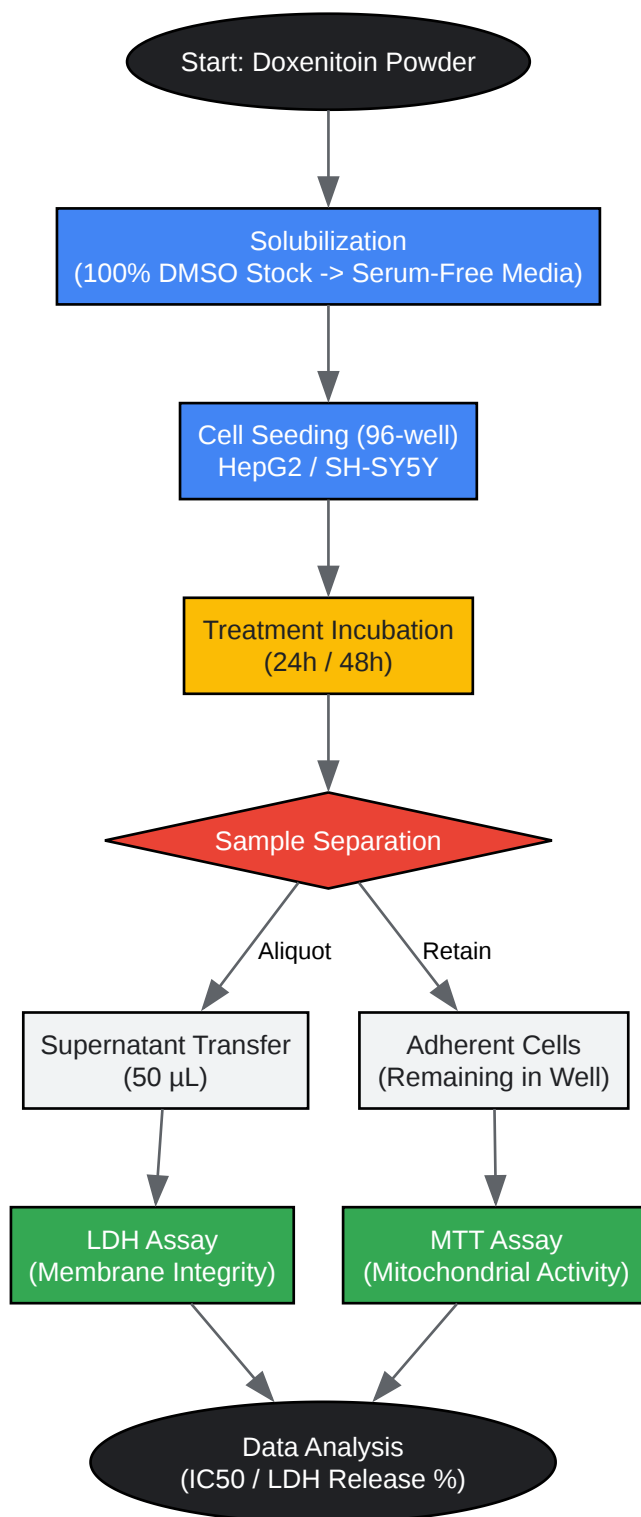 Start: Doxenitoin Powder
Solubilization
(100% DMSO Stock -> Serum-Free Media)
Cell Seeding (96-well)
HepG2 / SH-SY5Y
Treatment Incubation
(24h / 48h)
Sample Separation
Aliquot
Retain
Supernatant Transfer
(50 µL)
Adherent Cells
(Remaining in Well)
LDH Assay
(Membrane Integrity)
MTT Assay
(Mitochondrial Activity)
Data Analysis
(IC50 / LDH Release %)